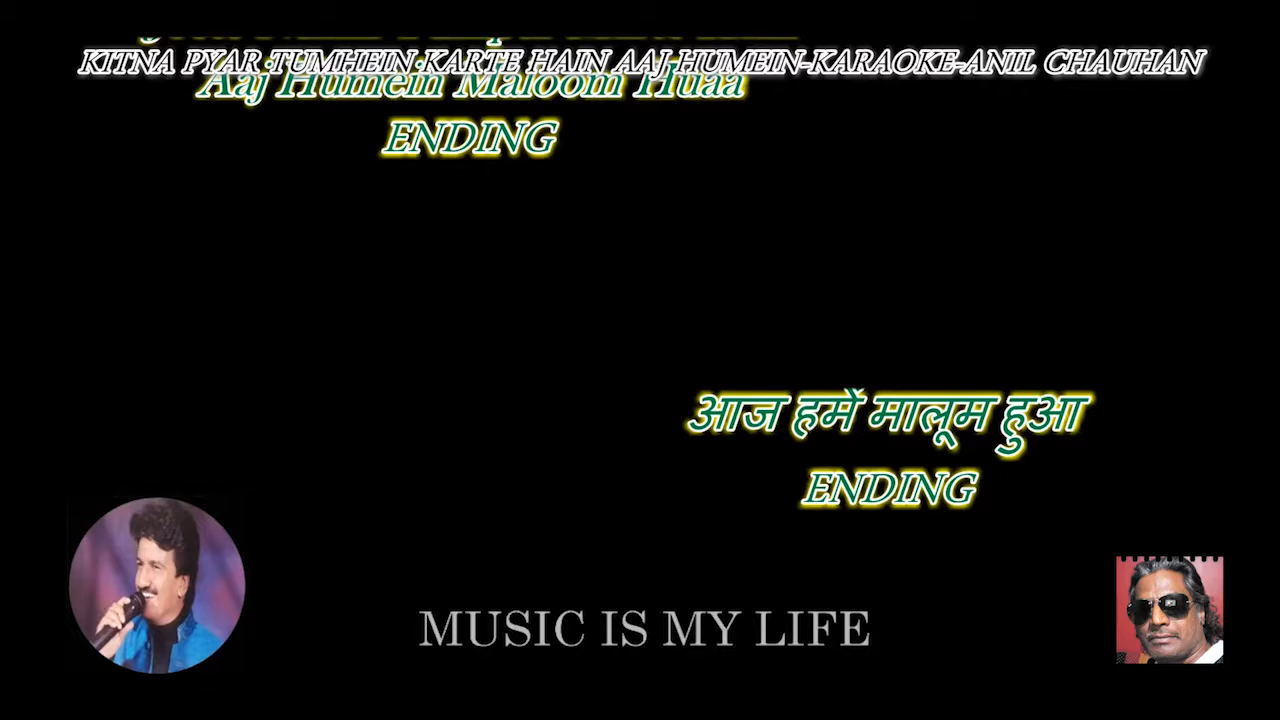 KITNA PYAR TUMHEIN KARTE HAIN AAJ HUMEIN-KARAOKE-ANIL CHAUHAN
Aaj Humein Maloom Huaa
ENDING
आज हमें मालूम हुआ
ENDING
MUSIC IS MY LIFE